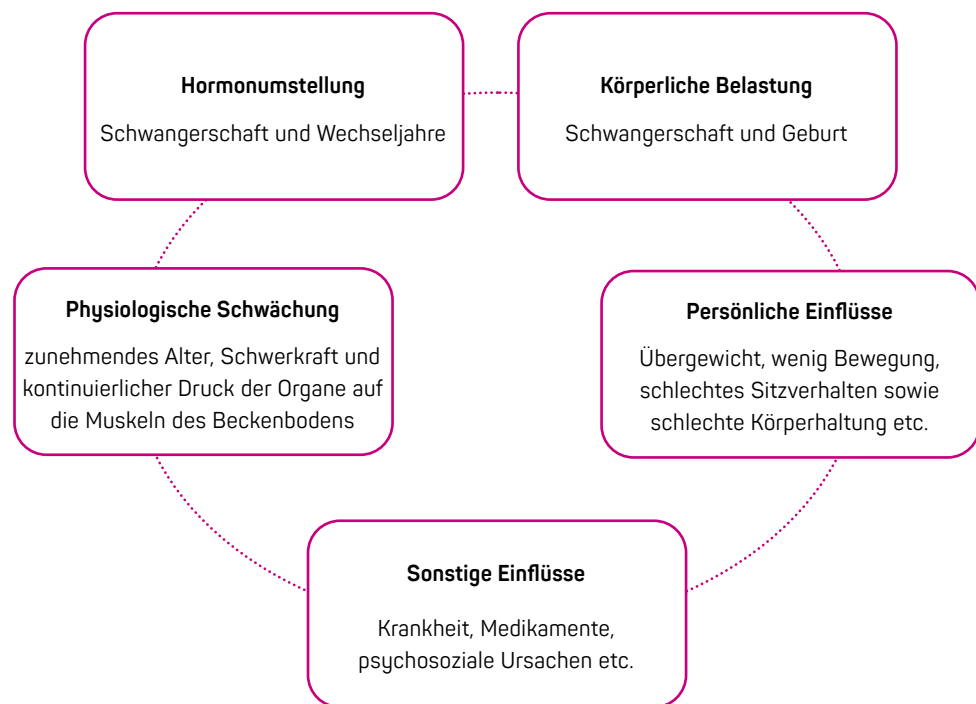 Hormonumstellung
Schwangerschaft und Wechseljahre
Körperliche Belastung
Schwangerschaft und Geburt
Physiologische Schwächung
zunehmendes Alter, Schwerkraft und
kontinuierlicher Druck der Organe auf
die Muskeln des Beckenbodens
Persönliche Einflüsse
Übergewicht, wenig Bewegung,
schlechtes Sitzverhalten sowie
schlechte Körperhaltung etc.
Sonstige Einflüsse
Krankheit, Medikamente,
psychosoziale Ursachen etc.